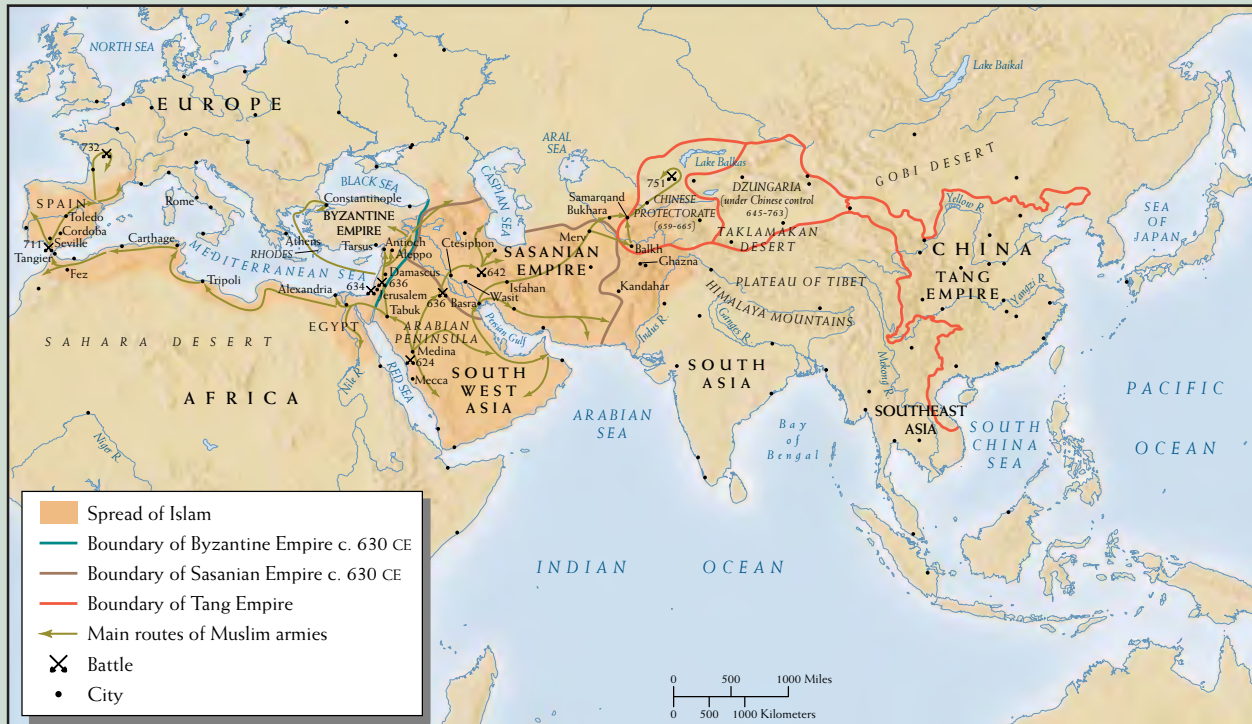 NORTH SEA
EUROPE
732
SPAIN
Toledo
Cordoba
711
Seville
Tangier
Fez
Carthage
Rome
MEDITERRANEAN SEA
Tripoli
Athens
RHODES
BLACK SEA
Constantinople
BYZANTINE
EMPIRE
Tarsus
Antioch
Aleppo
Damascus
636
634
Jerusalem
Tabuk
Alexandria
EGYPT
SAHARA DESERT
AFRICA
Nile R.
Niger R.
RED SEA
ARABIAN
PENINSULA
Medina
624
Mecca
SOUTH
WEST
ASIA
CASPIAN SEA
ARAL
SEA
Ctesiphon
SASANIAN
EMPIRE
642
Isfahan
Wasit
636
Basra
Persian Gulf
Merv
Samarqand
Bukhara
Balkh
Ghazna
Kandahar
751
Lake Balkas
CHINESE
PROTECTORATE
(659-665)
DZUNGARIA
(under Chinese control
645-763)
TAKLAMAKAN
DESERT
PLATEAU OF TIBET
HIMALAYA MOUNTAINS
Indus R.
Ganges R.
SOUTH
ASIA
ARABIAN
SEA
Bay
of
Bengal
Lake Baikal
GOBI DESERT
Yellow R.
CHINA
TANG
EMPIRE
Yangzi R.
Mekong R.
SOUTHEAST
ASIA
SOUTH
CHINA
SEA
SEA
OF
JAPAN
PACIFIC
OCEAN
INDIAN OCEAN
Spread of Islam
Boundary of Byzantine Empire c. 630 CE
Boundary of Sasanian Empire c. 630 CE
Boundary of Tang Empire
Main routes of Muslim armies
Battle
City
0 500 1000 Miles
0 500 1000 Kilometers